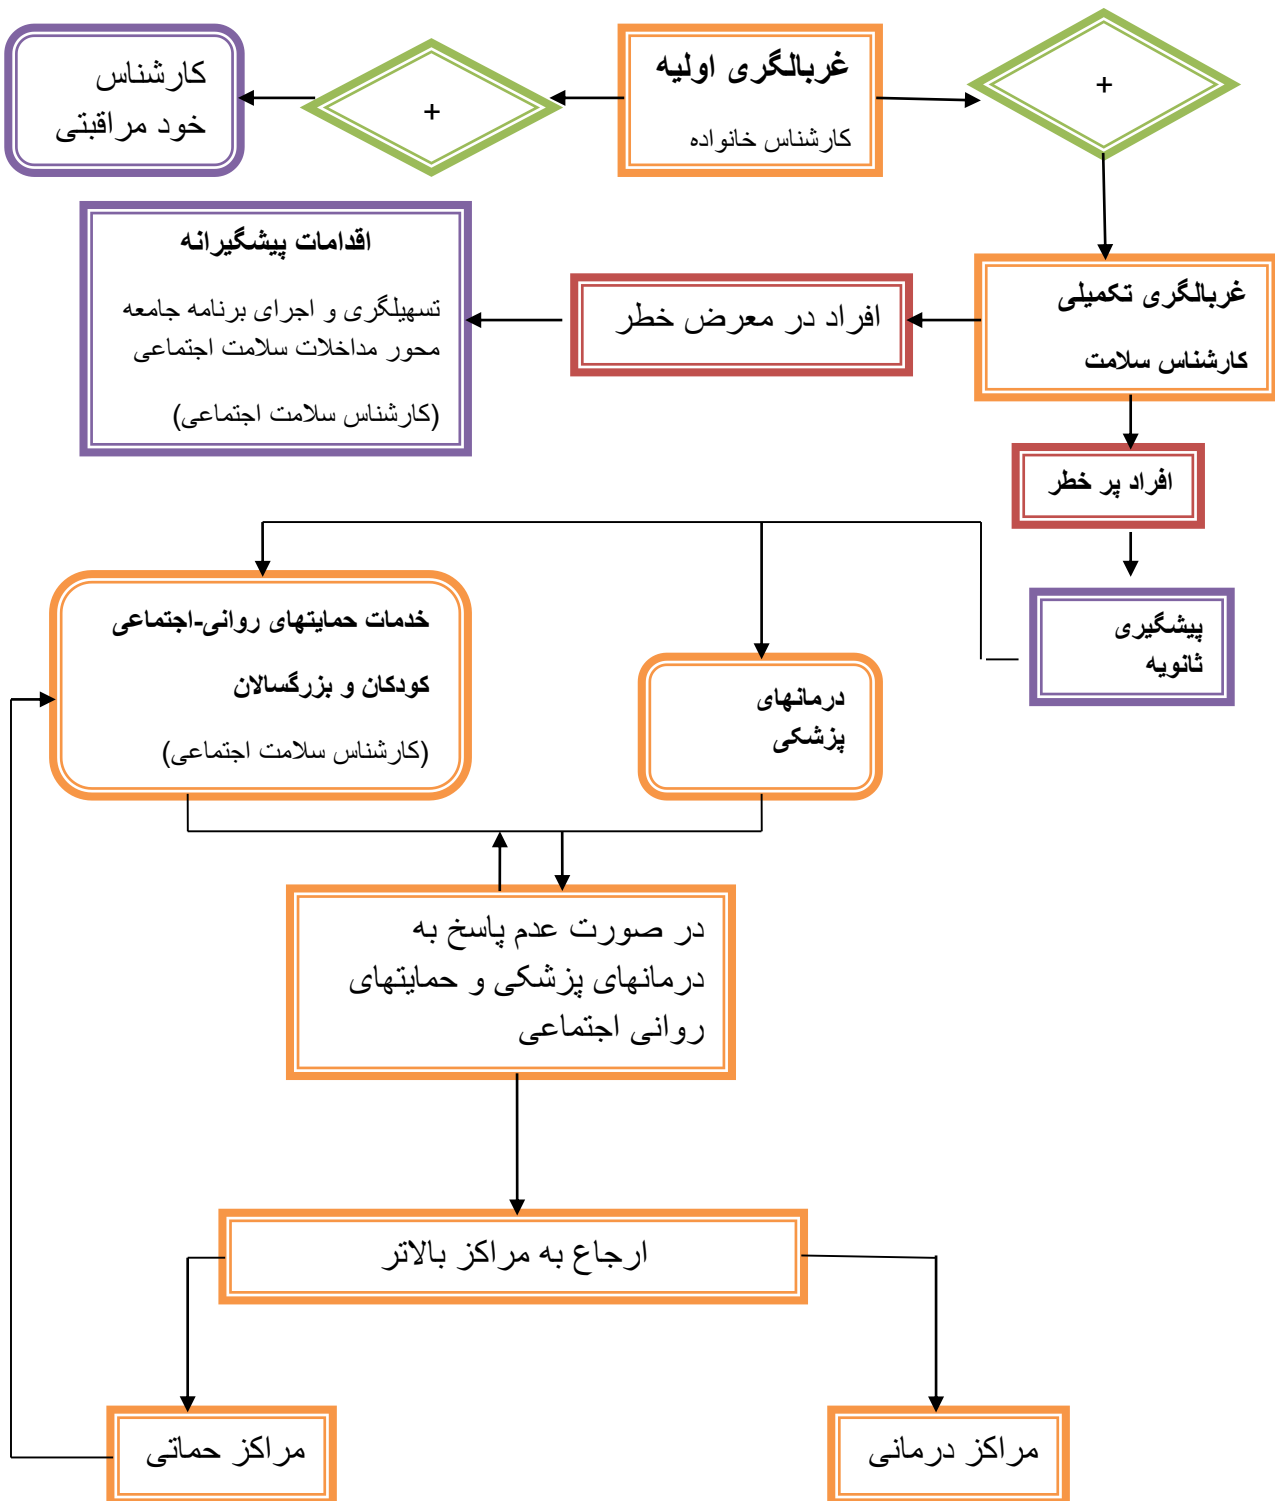 +
غربالگری اولیه
کارشناس خانواده
+
کارشناس
خود مراقبتی
غربالگری تکمیلی
کارشناس سلامت
افراد در معرض خطر
اقدامات پیشگیرانه
تسهیلگری و اجرای برنامه جامعه
محور مداخلات سلامت اجتماعی
(کارشناس سلامت اجتماعی)
افراد پر خطر
پیشگیری
ثانویه
درمانهای
پزشکی
خدمات حمایتهای روانی-اجتماعی
کودکان و بزرگسالان
(کارشناس سلامت اجتماعی)
در صورت عدم پاسخ به
درمانهای پزشکی و حمایتهای
روانی اجتماعی
ارجاع به مراکز بالاتر
مراکز درمانی
مراکز حماتی